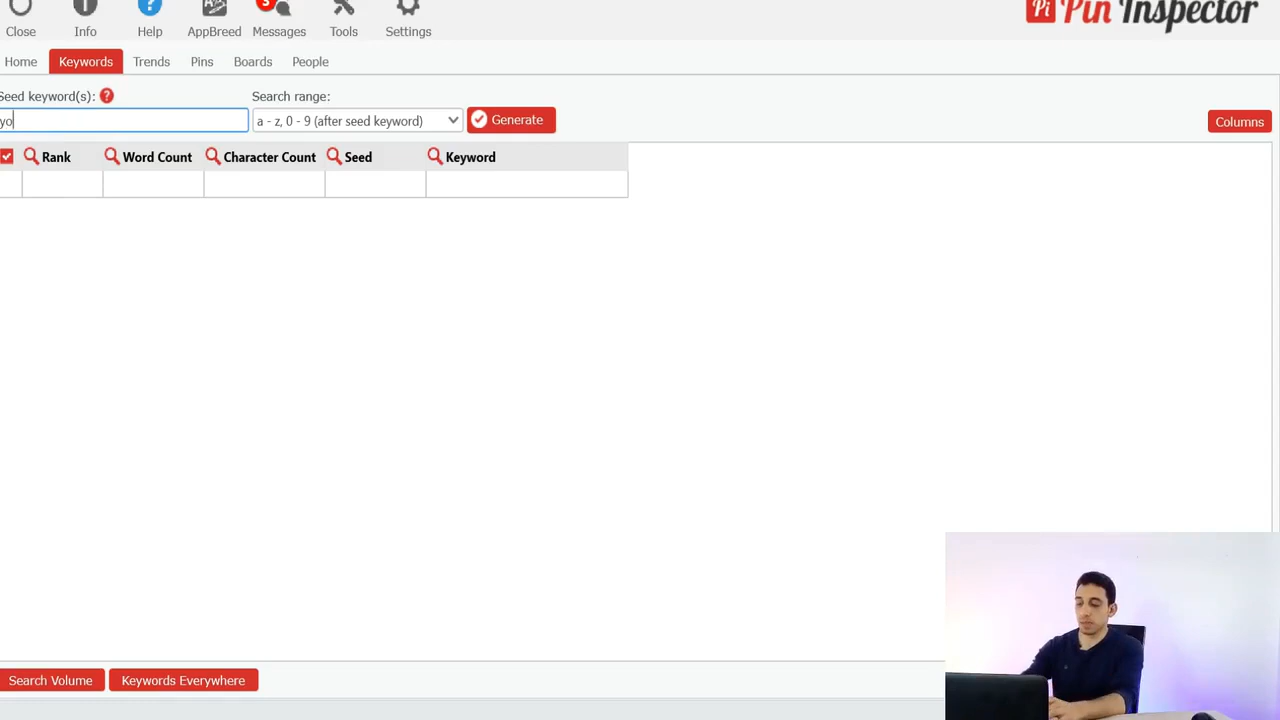 Pi Pin Inspector
Close Info Help AppBreed Messages Tools Settings
Home Keywords Trends Pins Boards People
Seed keyword(s): ? Search range:
yo a - z, 0 - 9 (after seed keyword) Generate Columns
Rank Word Count Character Count Seed Keyword
Search Volume Keywords Everywhere